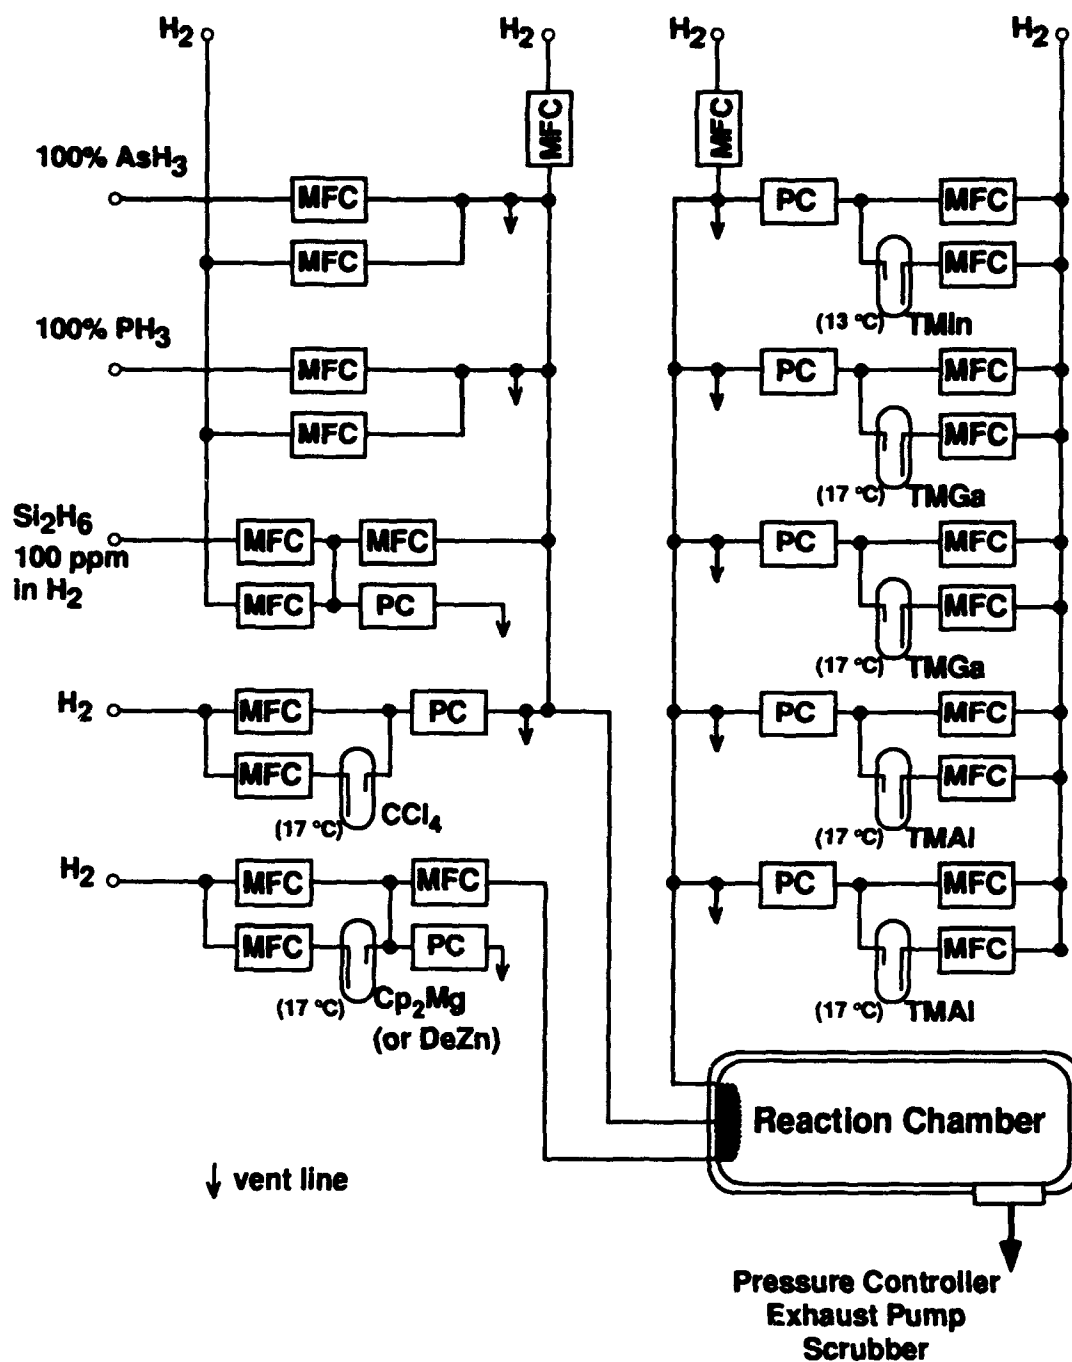 H2 H2 H2 H2
MFC MFC
100% AsH3
MFC PC MFC
MFC MFC
(13 °C) TMIn
100% PH3
MFC PC MFC
MFC MFC
(17 °C) TMGa
Si2H6
100 ppm
in H2
MFC MFC PC MFC
MFC PC MFC
(17 °C) TMGa
H2 MFC PC PC MFC
MFC MFC
(17 °C) CCl4 (17 °C) TMAl
H2 MFC MFC PC MFC
MFC PC MFC
(17 °C) Cp2Mg (17 °C) TMAl
(or DeZn)
Reaction Chamber
vent line
Pressure Controller
Exhaust Pump
Scrubber